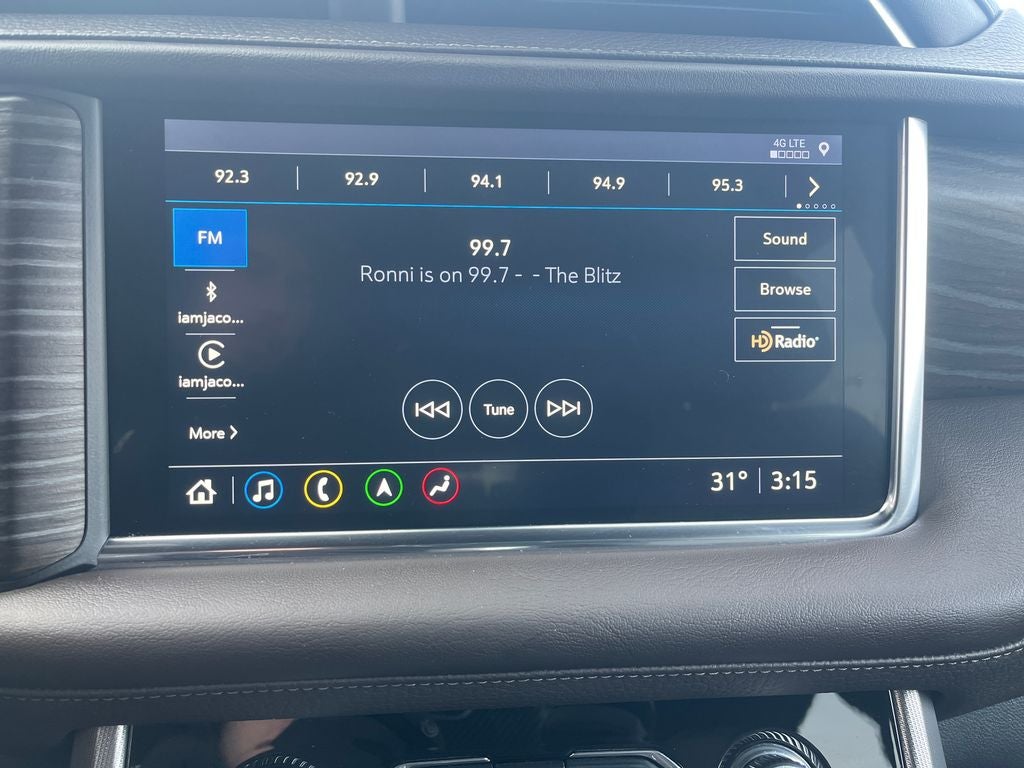 4G LTE
92.3 92.9 94.1 94.9 95.3
FM
99.7
Ronni is on 99.7 - - The Blitz
Sound
Browse
HD Radio
iamjaco...
iamjaco...
More
Tune
31° 3:15